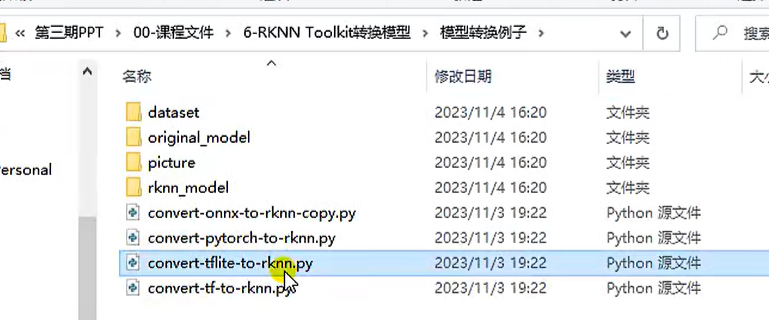 « 第三期PPT > 00-课程文件 > 6-RKNN Toolkit转换模型 > 模型转换例子 > 搜索
档
名称 修改日期 类型 大小
dataset 2023/11/4 16:20 文件夹
original_model 2023/11/4 16:20 文件夹
picture 2023/11/4 16:20 文件夹
Personal
rknn_model 2023/11/4 16:20 文件夹
convert-onnx-to-rknn-copy.py 2023/11/3 19:22 Python 源文件
convert-pytorch-to-rknn.py 2023/11/3 19:22 Python 源文件
convert-tflite-to-rknn.py 2023/11/3 19:22 Python 源文件
convert-tf-to-rknn.py 2023/11/3 19:22 Python 源文件